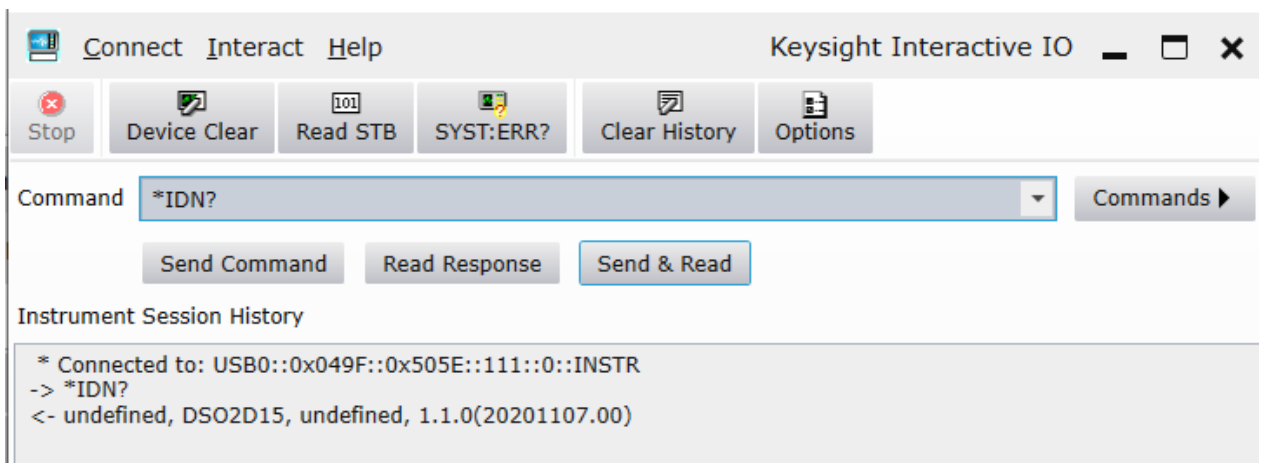 Connect Interact Help Keysight Interactive IO
Stop Device Clear 101 Read STB SYST:ERR? Clear History Options
Command *IDN? Commands
Send Command Read Response Send & Read
Instrument Session History
* Connected to: USB0::0x049F::0x505E::111::0::INSTR
-> *IDN?
<- undefined, DSO2D15, undefined, 1.1.0(20201107.00)